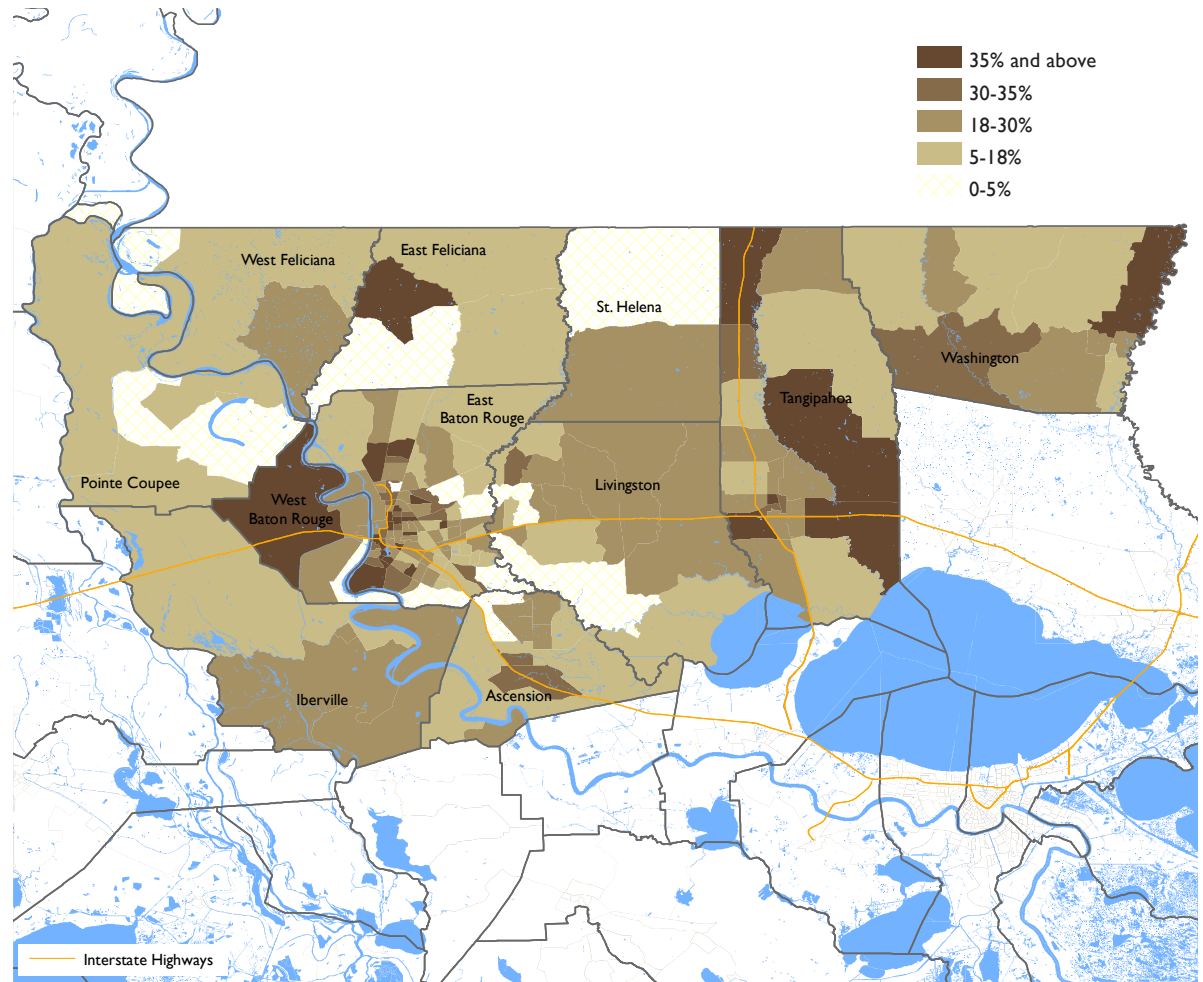 35% and above
30-35%
18-30%
5-18%
0-5%
East Feliciana
West Feliciana
St. Helena
Washington
Tangipahoa
East
Baton Rouge
Pointe Coupee
Livingston
West
Baton Rouge
Iberville
Ascension
Interstate Highways